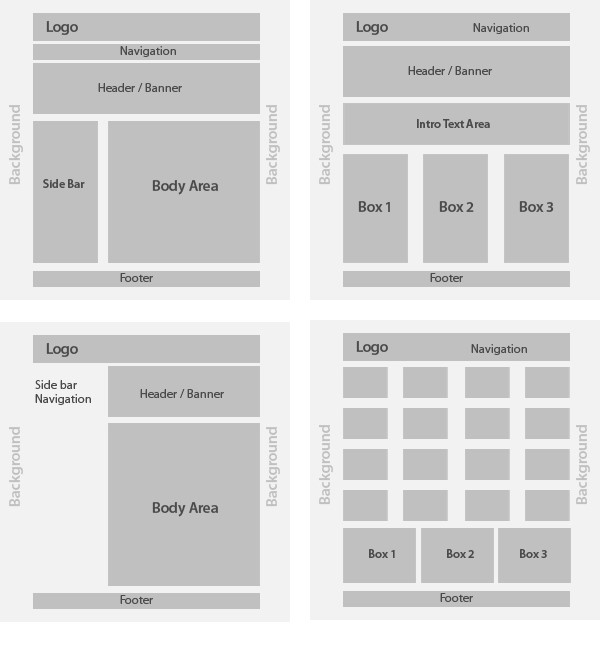 Logo
Navigation
Header / Banner
Background
Background
Side Bar
Body Area
Footer
Logo
Navigation
Header / Banner
Background
Background
Intro Text Area
Box 1
Box 2
Box 3
Footer
Logo
Side bar
Navigation
Header / Banner
Background
Background
Body Area
Footer
Logo
Navigation
Background
Background
Box 1
Box 2
Box 3
Footer